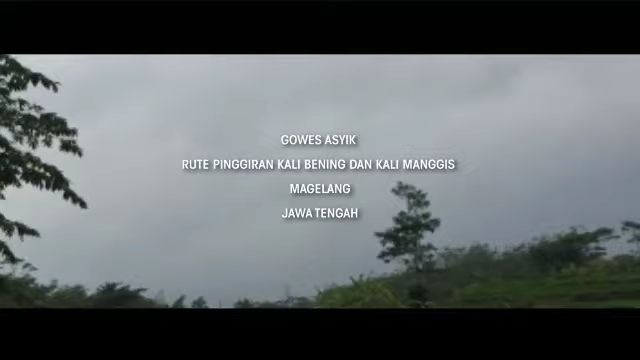 GOWES ASYIK
RUTE PINGGIRAN KALI BENING DAN KALI MANGGIS
MAGELANG
JAWA TENGAH